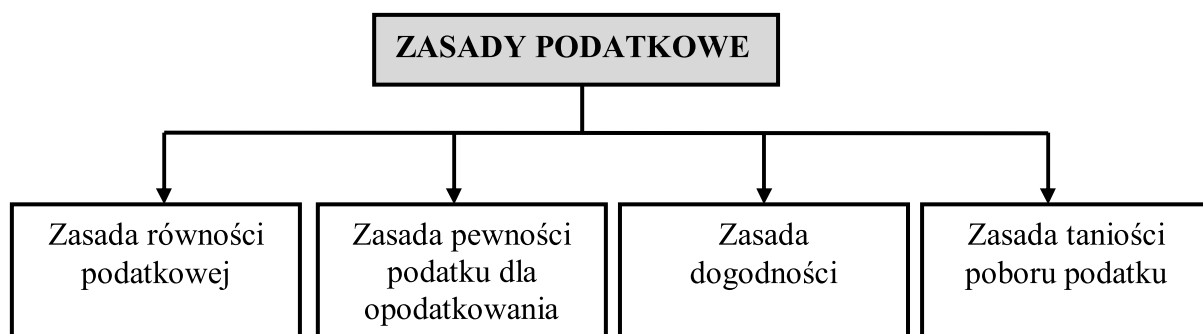 ZASADY PODATKOWE
Zasada równości
podatkowej
Zasada pewności
podatku dla
opodatkowania
Zasada
dogodności
Zasada taniości
poboru podatku